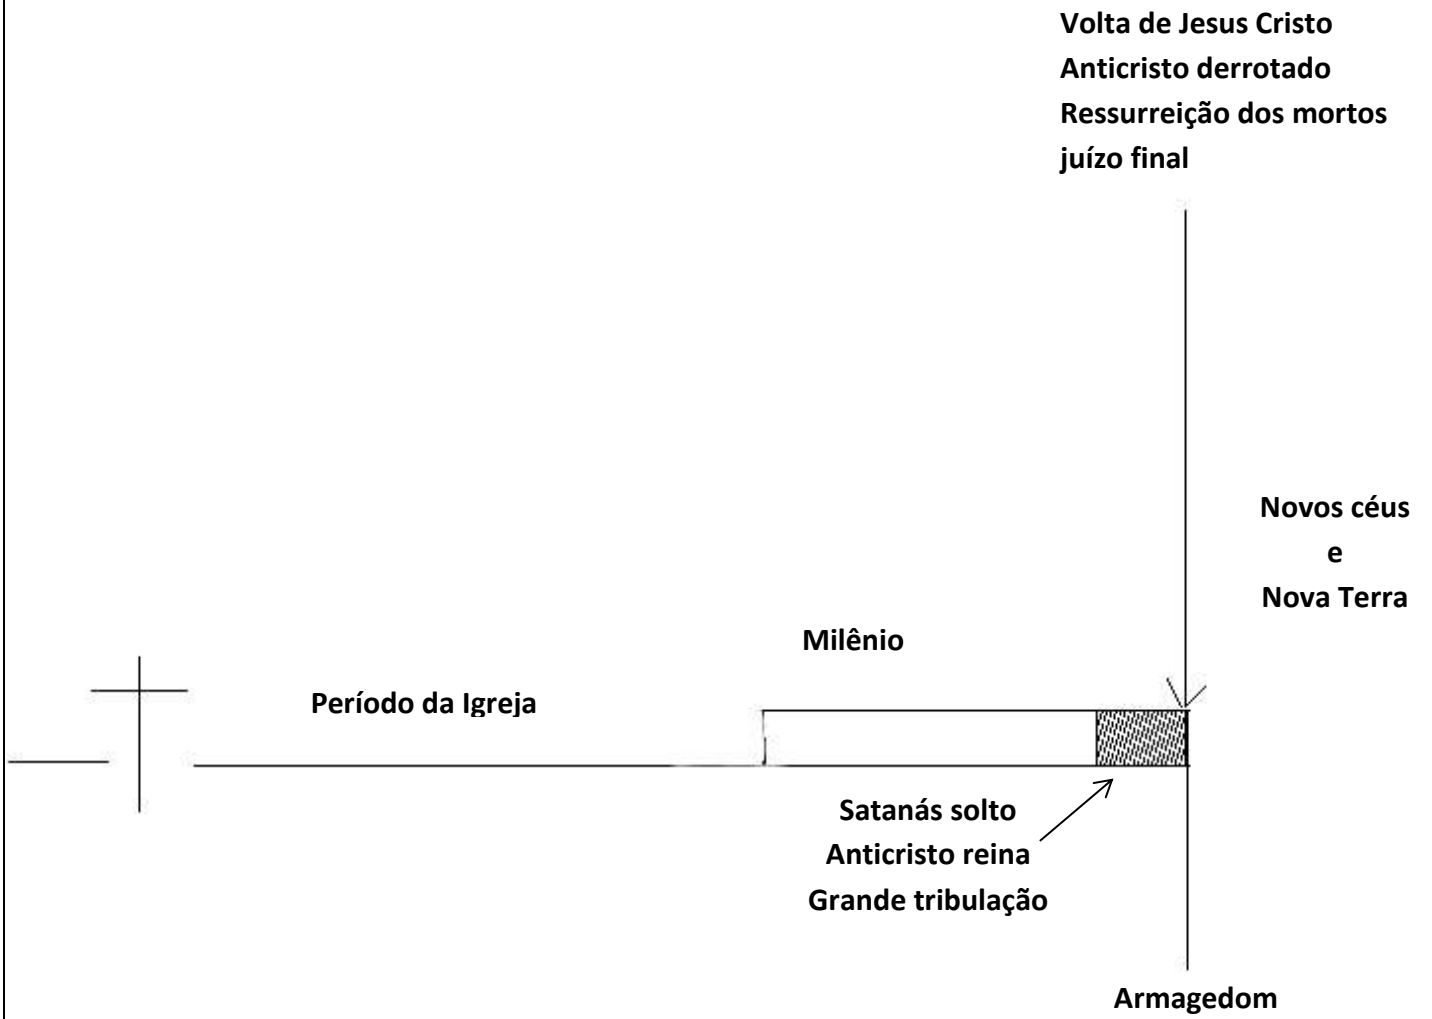 Volta de Jesus Cristo
Anticristo derrotado
Ressurreição dos mortos
juízo final
Novos céus
e
Nova Terra
Milênio
Período da Igreja
Satanás solto
Anticristo reina
Grande tribulação
Armagedom